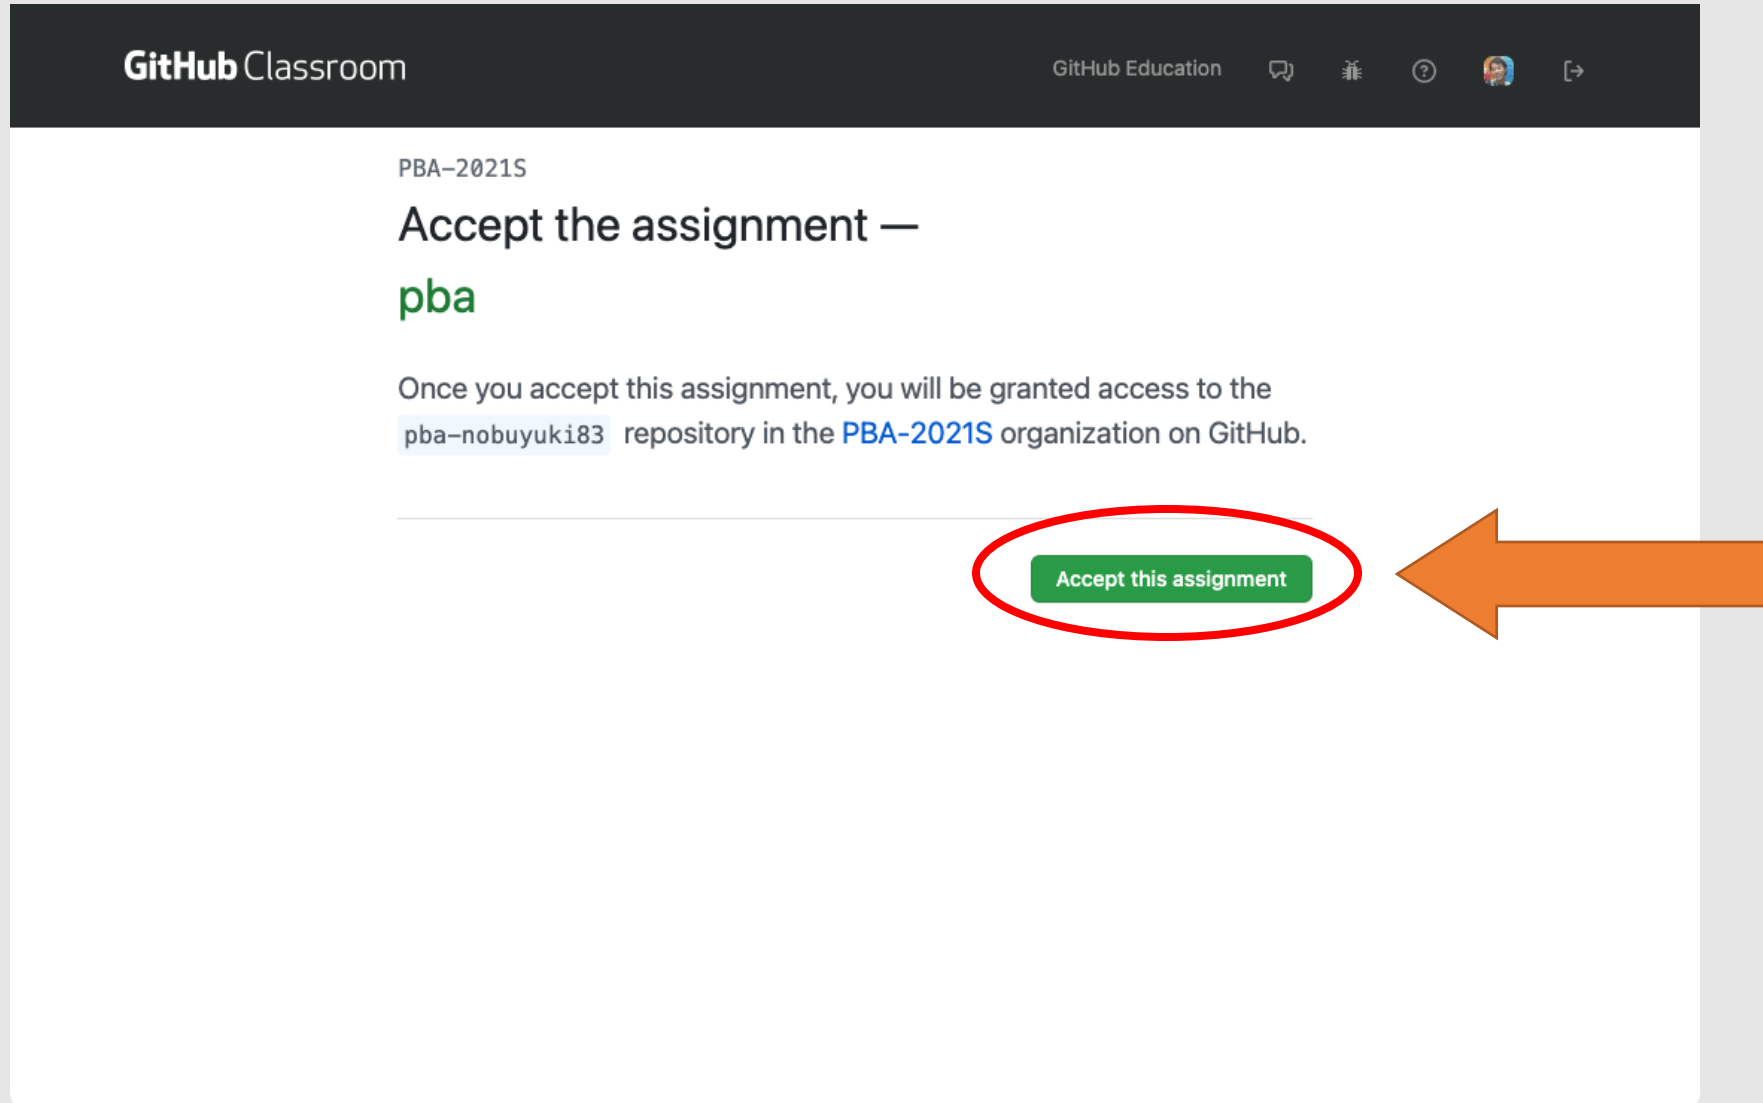 GitHub Classroom
GitHub Education
PBA-2021S
Accept the assignment —
pba
Once you accept this assignment, you will be granted access to the
pba-nobuyuki83 repository in the PBA-2021S organization on GitHub.
Accept this assignment